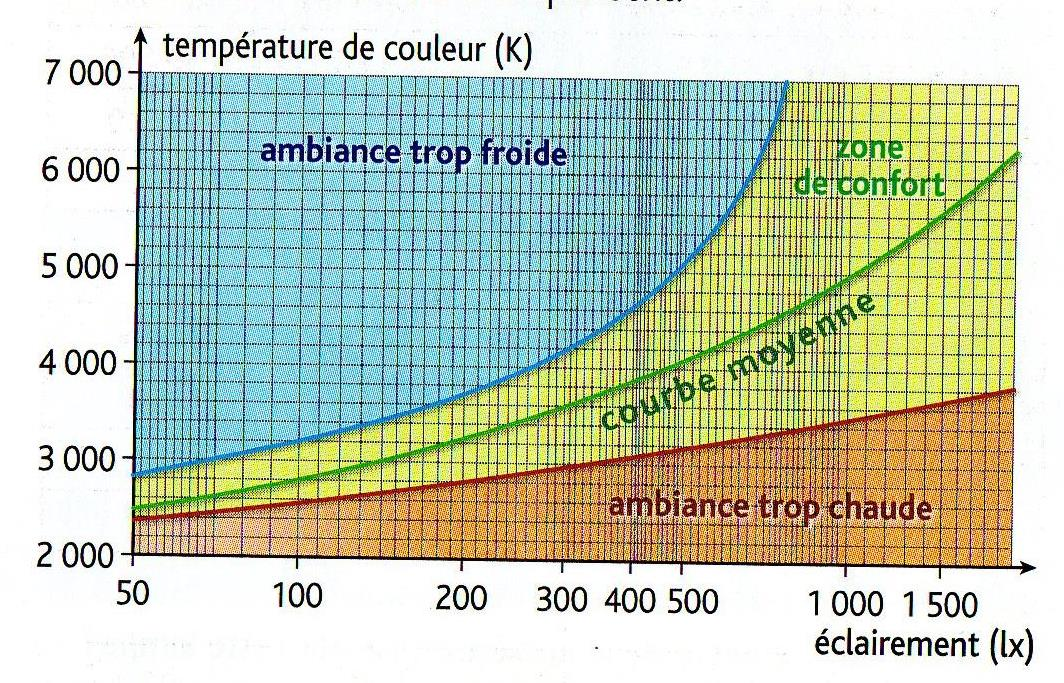 température de couleur (K)
7 000
6 000
5 000
4 000
3 000
2 000
ambiance trop froide
zone
de confort
courbe moyenne
ambiance trop chaude
50 100 200 300 400 500 1 000 1 500
éclairement (lx)